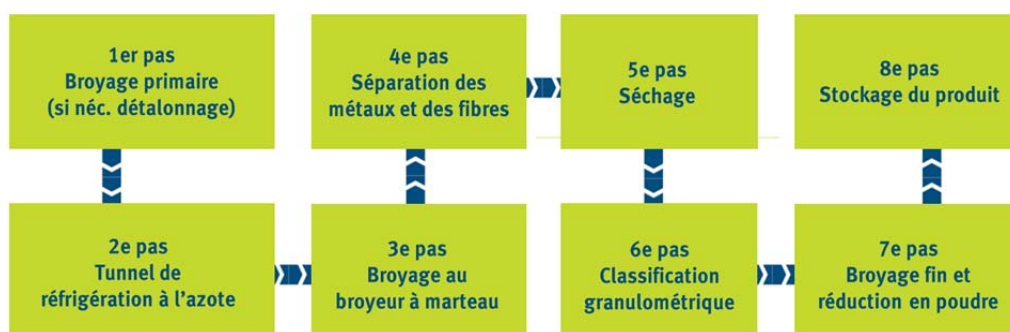 1er pas
Broyage primaire
(si néc. détalonnage)
2e pas
Tunnel de
réfrigération à l'azote
3e pas
Broyage au
broyeur à marteau
4e pas
Séparation des
métaux et des fibres
5e pas
Séchage
6e pas
Classification
granulométrique
7e pas
Broyage fin et
réduction en poudre
8e pas
Stockage du produit